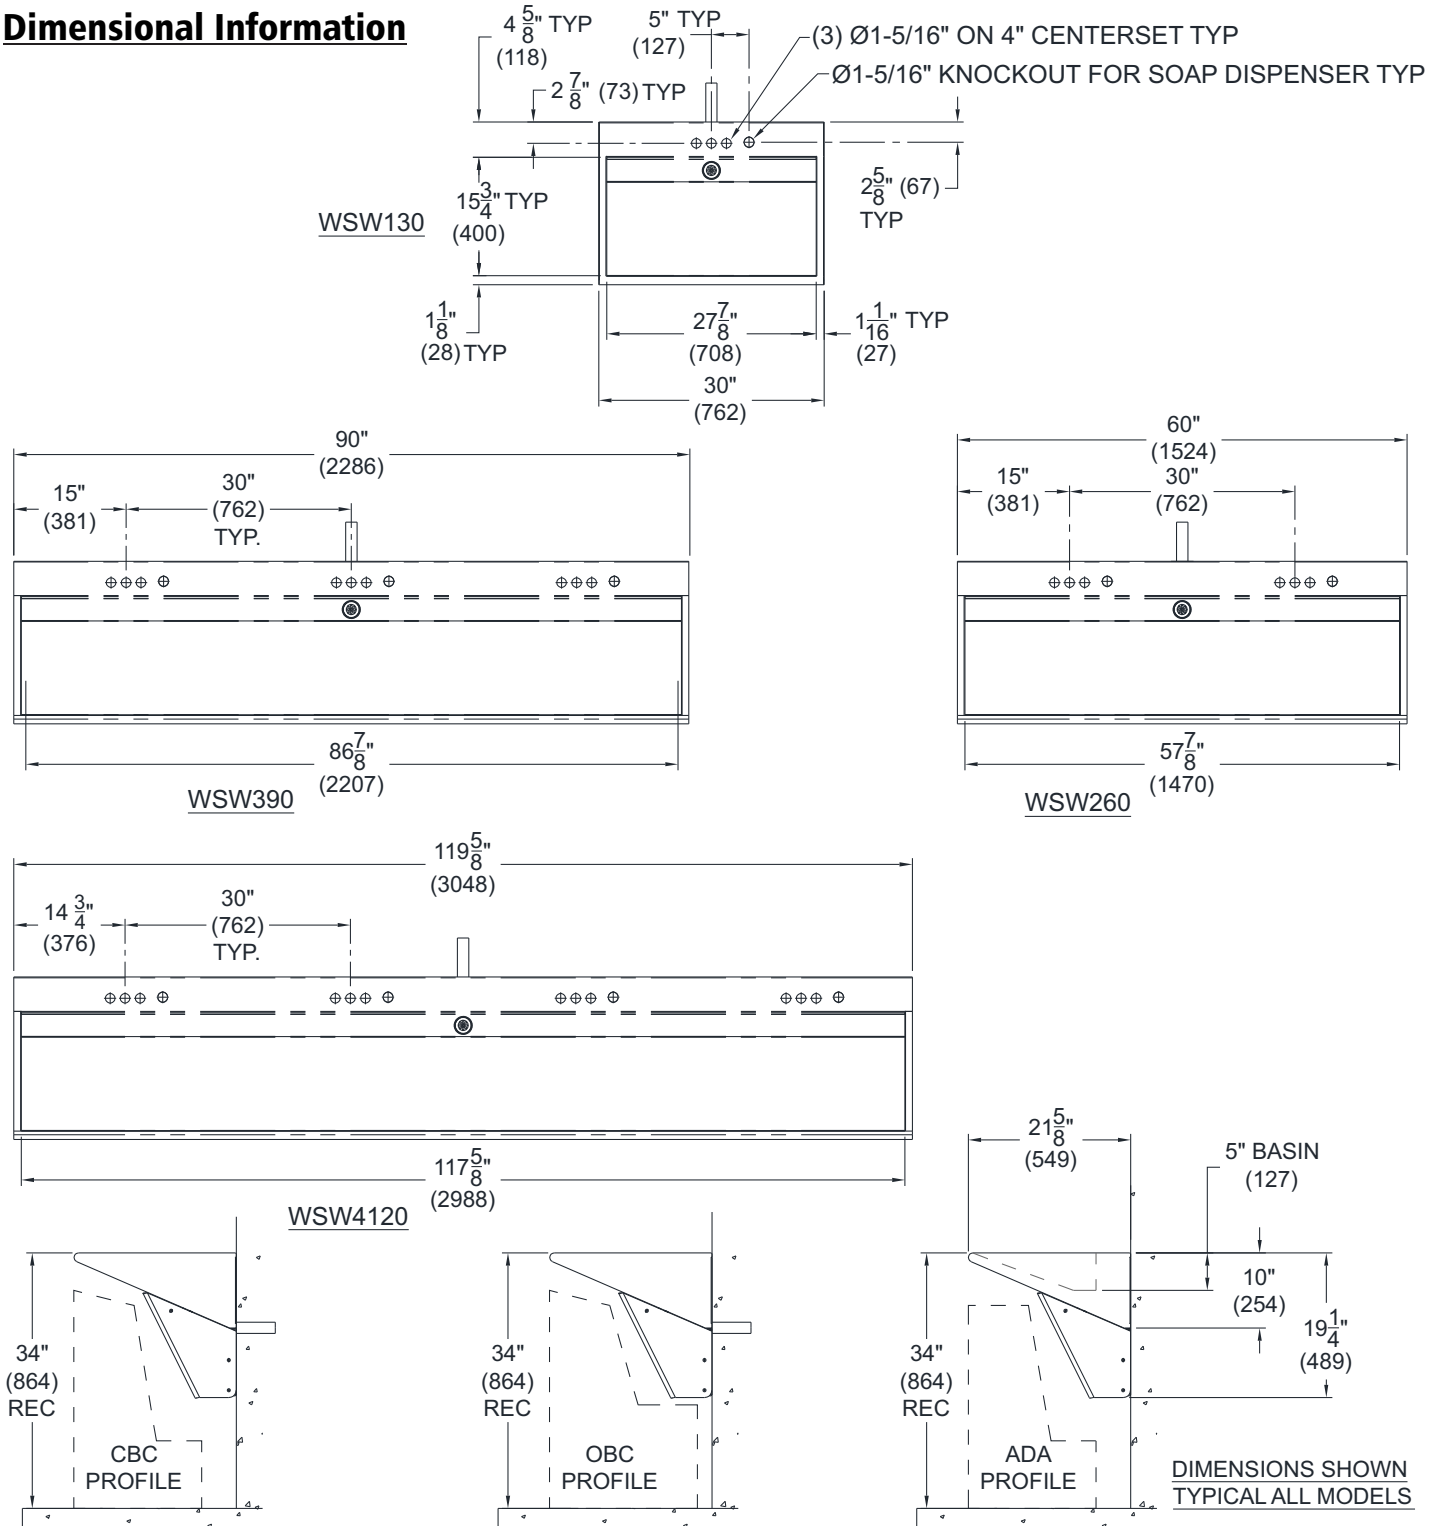 Dimensional Information
4 5/8" TYP
(118)
5" TYP
(127)
(3) Ø1-5/16" ON 4" CENTERSET TYP
Ø1-5/16" KNOCKOUT FOR SOAP DISPENSER TYP
2 7/8" (73) TYP
15 3/4" TYP
(400)
2 5/8" (67)
TYP
WSW130
1 1/8"
(28) TYP
27 7/8"
(708)
1 1/16" TYP
(27)
30"
(762)
90"
(2286)
15"
(381)
30"
(762)
TYP.
86 7/8"
(2207)
WSW390
60"
(1524)
15"
(381)
30"
(762)
57 7/8"
(1470)
WSW260
119 5/8"
(3048)
14 3/4"
(376)
30"
(762)
TYP.
117 5/8"
(2988)
WSW4120
34"
(864)
REC
CBC
PROFILE
34"
(864)
REC
OBC
PROFILE
21 5/8"
(549)
5" BASIN
(127)
10"
(254)
19 1/4"
(489)
34"
(864)
REC
ADA
PROFILE
DIMENSIONS SHOWN
TYPICAL ALL MODELS